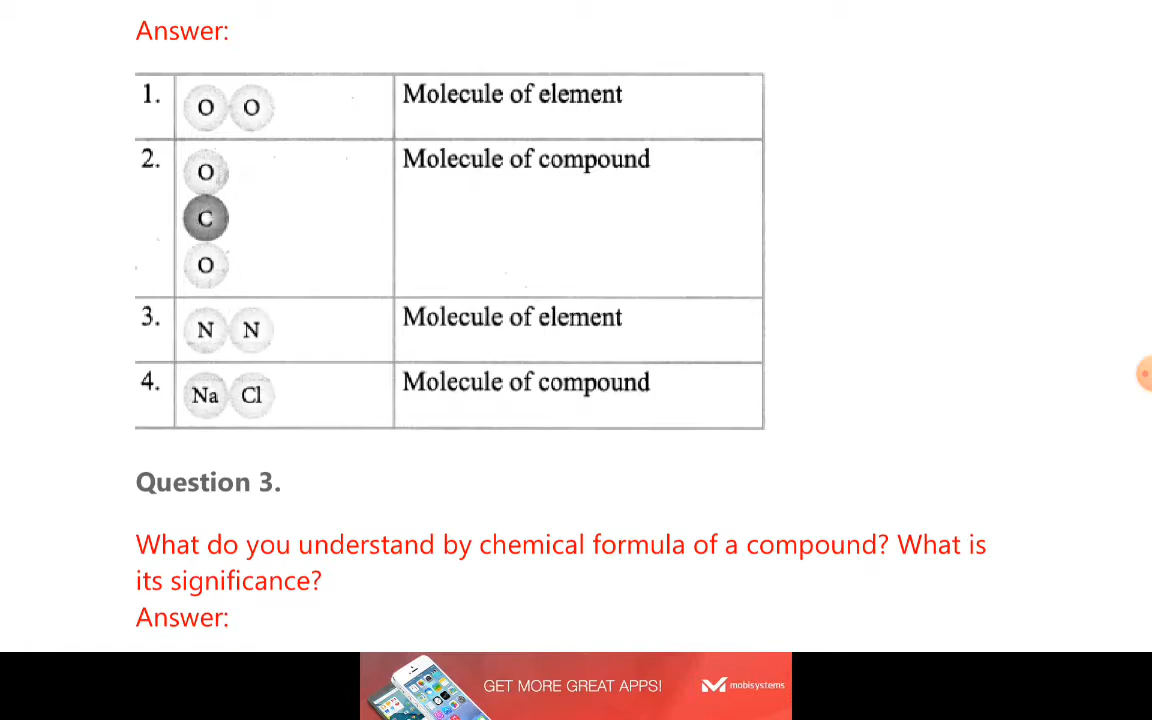 Answer:
1. O O Molecule of element
2. O Molecule of compound
C
O
3. N N Molecule of element
4. Na Cl Molecule of compound
Question 3.
What do you understand by chemical formula of a compound? What is
its significance?
Answer:
GET MORE GREAT APPS! mobisystems